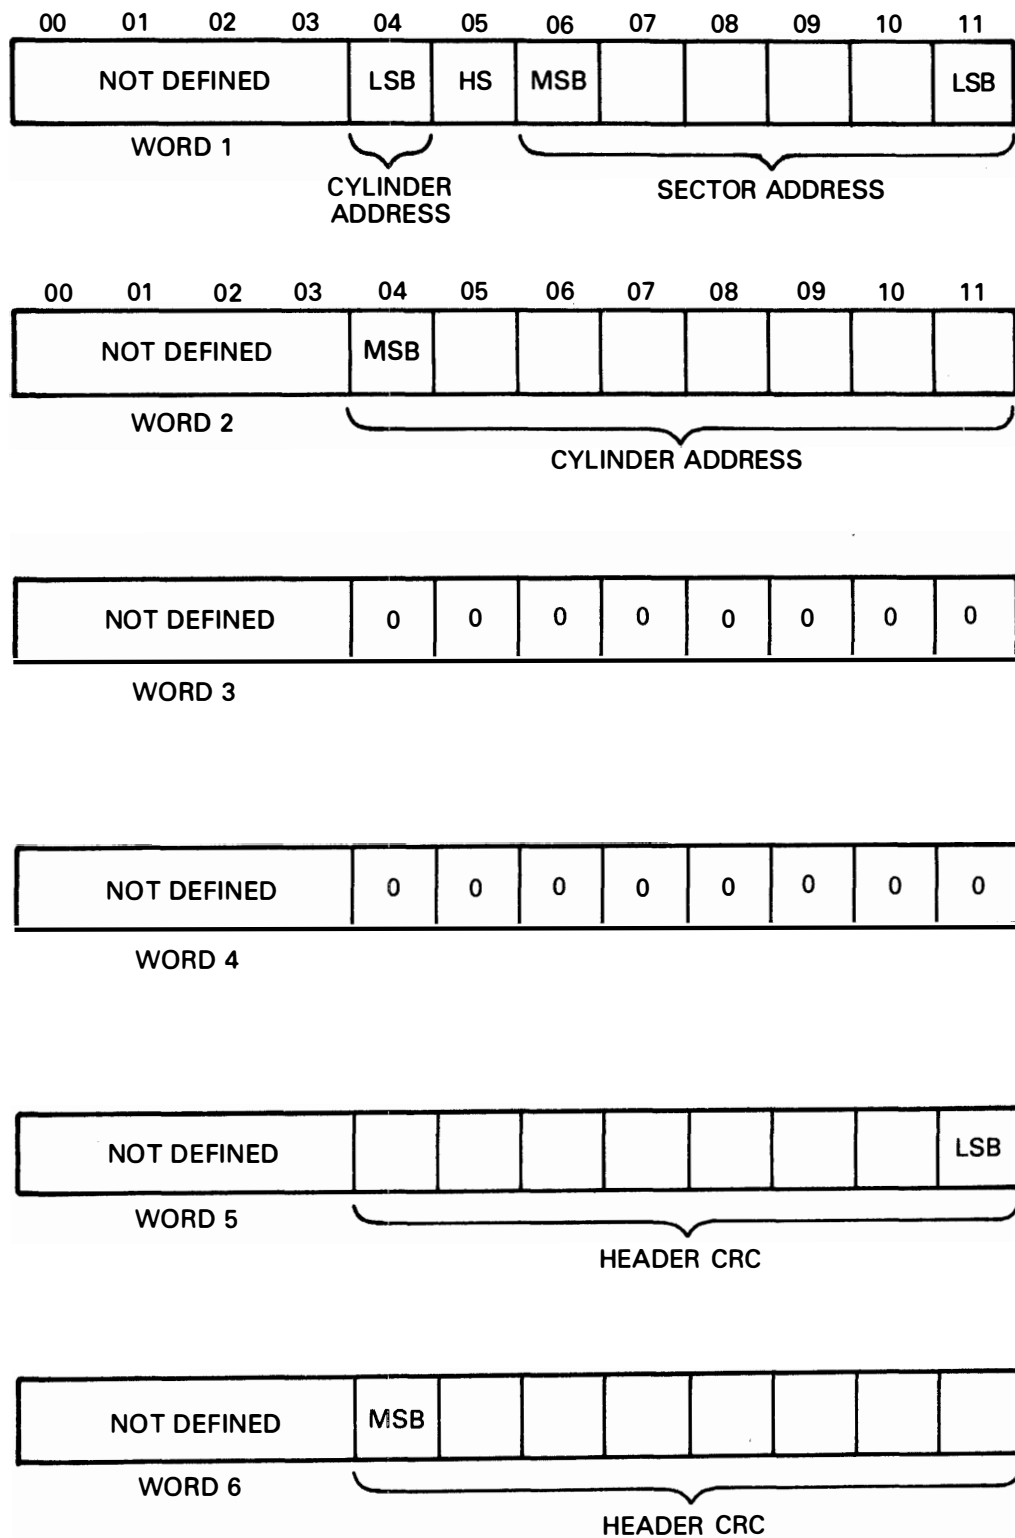 00 01 02 03 04 05 06 07 08 09 10 11
NOT DEFINED LSB HS MSB LSB
WORD 1
CYLINDER
ADDRESS
SECTOR ADDRESS
00 01 02 03 04 05 06 07 08 09 10 11
NOT DEFINED MSB
WORD 2
CYLINDER ADDRESS
NOT DEFINED 0 0 0 0 0 0 0 0
WORD 3
NOT DEFINED 0 0 0 0 0 0 0 0
WORD 4
NOT DEFINED LSB
WORD 5
HEADER CRC
NOT DEFINED MSB
WORD 6
HEADER CRC